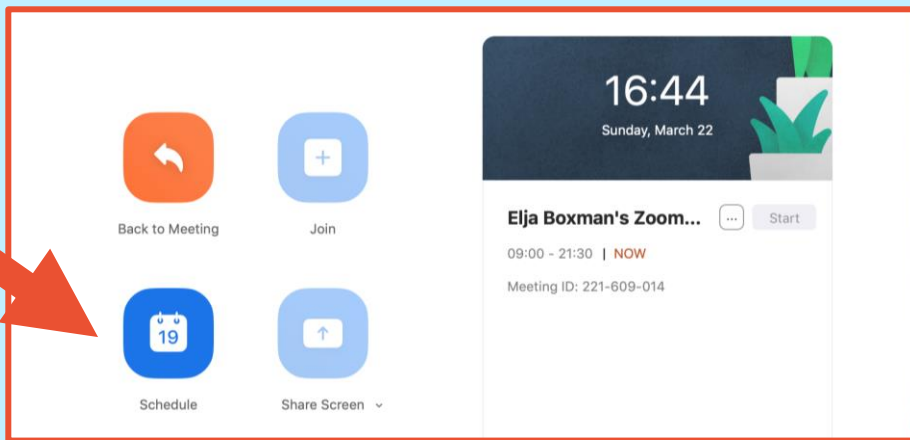 16:44
Sunday, March 22
Back to Meeting
Join
Elja Boxman's Zoom... ... Start
09:00 - 21:30 | NOW
Meeting ID: 221-609-014
19
Schedule
Share Screen